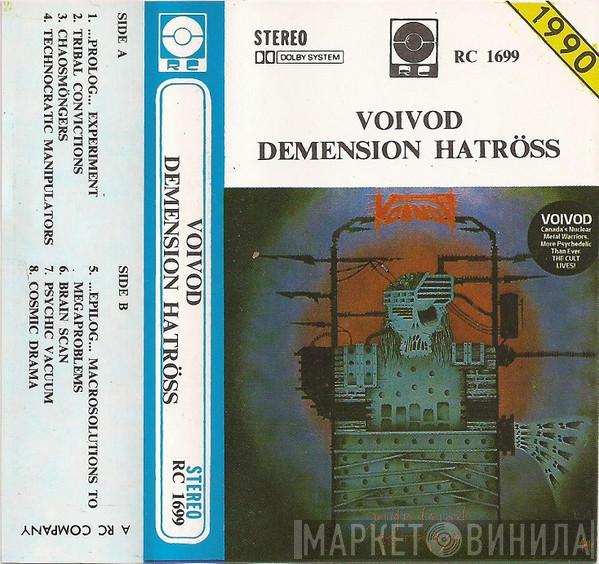 SIDE A
1. ...PROLOG... EXPERIMENT
2. TRIBAL CONVICTIONS
3. CHAOSMÖNGERS
4. TECHNOCRATIC MANIPULATORS
SIDE B
5. ...EPILOG... MACROSOLUTIONS TO
MEGAPROBLEMS
6. BRAIN SCAN
7. PSYCHIC VACUUM
8. COSMIC DRAMA
A RC COMPANY
RC
VOIVOD
DEMENSION HATRÖSS
STEREO
RC 1699
STEREO
DOLBY SYSTEM
RC
RC 1699
1990
VOIVOD
DEMENSION HATRÖSS
VOIVOD
VOIVOD
Canada's Nuclear
Metal Warriors.
More Psychedelic
Than Ever.
THE CULT
LIVES!
МАРКЕТ ВИНИЛА